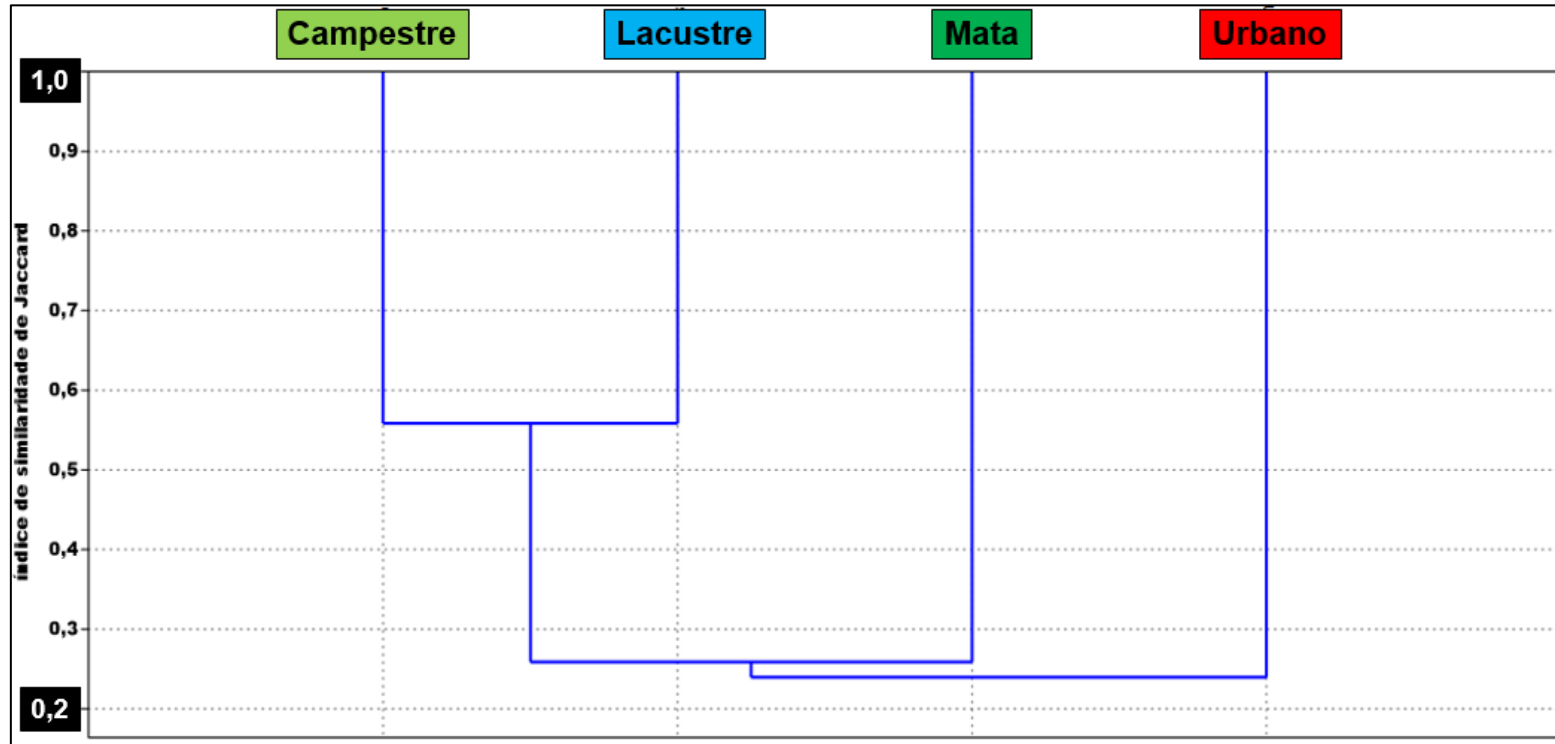 Campestre
Lacustre
Mata
Urbano
1,0
0,9
0,8
0,7
0,6
0,5
0,4
0,3
0,2
índice de similaridade de Jaccard